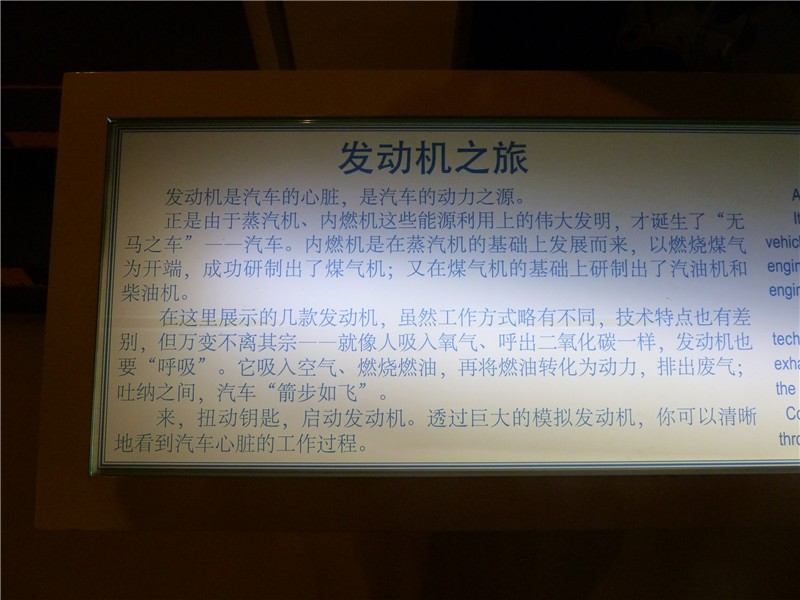 发动机之旅
发动机是汽车的心脏，是汽车的动力之源。
正是由于蒸汽机、内燃机这些能源利用上的伟大发明，才诞生了“无
马之车”——汽车。内燃机是在蒸汽机的基础上发展而来，以燃烧煤气
为开端，成功研制出了煤气机；又在煤气机的基础上研制出了汽油机和
柴油机。
在这里展示的几款发动机，虽然工作方式略有不同，技术特点也有差
别，但万变不离其宗——就像人吸入氧气、呼出二氧化碳一样，发动机也
要“呼吸”。它吸入空气、燃烧燃油，再将燃油转化为动力，排出废气；
吐纳之间，汽车“箭步如飞”。
来，扭动钥匙，启动发动机。透过巨大的模拟发动机，你可以清晰
地看到汽车心脏的工作过程。
A
It
vehic
engin
engin
tech
exha
the
Co
thro